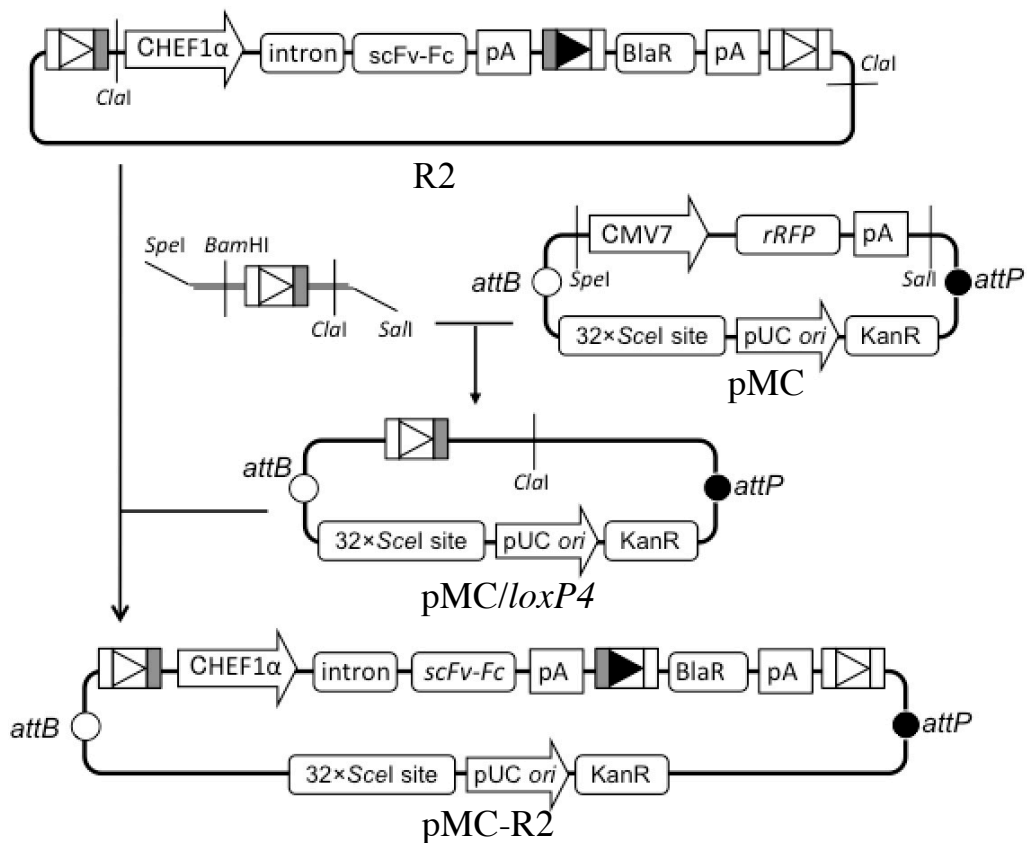 CHEF1α intron scFv-Fc pA BlaR pA
ClaI ClaI
R2
SpeI BamHI
ClaI SalI
CMV7 rRFP pA
attB SpeI SalI attP
32×SceI site pUC ori KanR
pMC
attB ClaI attP
32×SceI site pUC ori KanR
pMC/loxP4
CHEF1α intron scFv-Fc pA BlaR pA
attB attP
32×SceI site pUC ori KanR
pMC-R2